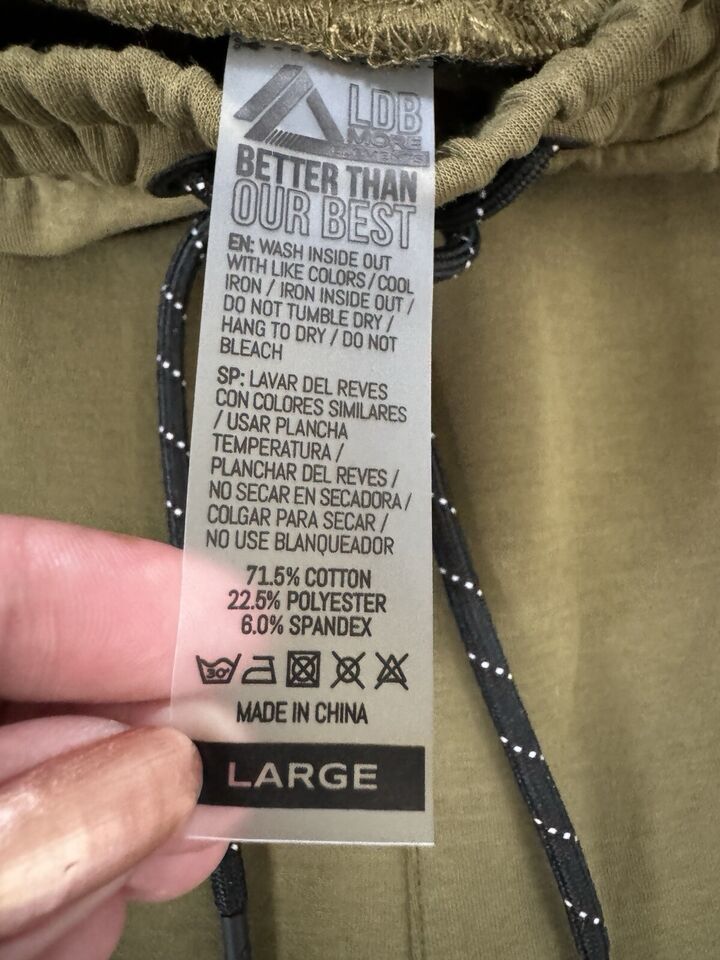 LDB
MORE
BETTER THAN
OUR BEST
EN: WASH INSIDE OUT
WITH LIKE COLORS / COOL
IRON / IRON INSIDE OUT /
DO NOT TUMBLE DRY /
HANG TO DRY / DO NOT
BLEACH
SP: LAVAR DEL REVES
CON COLORES SIMILARES
/ USAR PLANCHA
TEMPERATURA /
PLANCHAR DEL REVES /
NO SECAR EN SECADORA /
COLGAR PARA SECAR /
NO USE BLANQUEADOR
71.5% COTTON
22.5% POLYESTER
6.0% SPANDEX
30°
MADE IN CHINA
LARGE